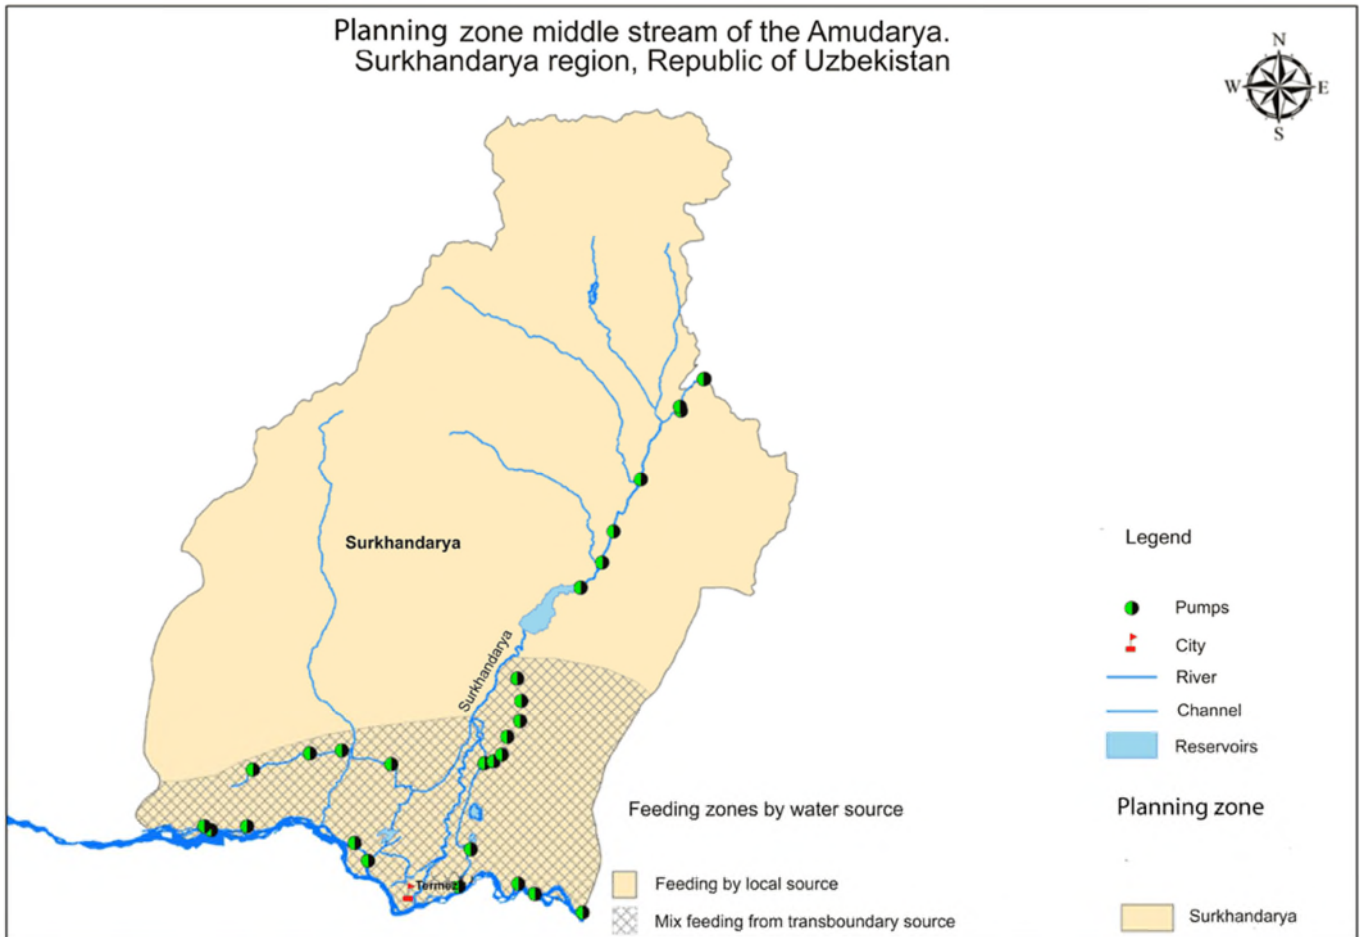 Planning zone middle stream of the Amudarya.
Surkhandarya region, Republic of Uzbekistan
N
W
E
S
Surkhandarya
Surkhandarya
Termez
Legend
Pumps
City
River
Channel
Reservoirs
Feeding zones by water source
Planning zone
Feeding by local source
Mix feeding from transboundary source
Surkhandarya